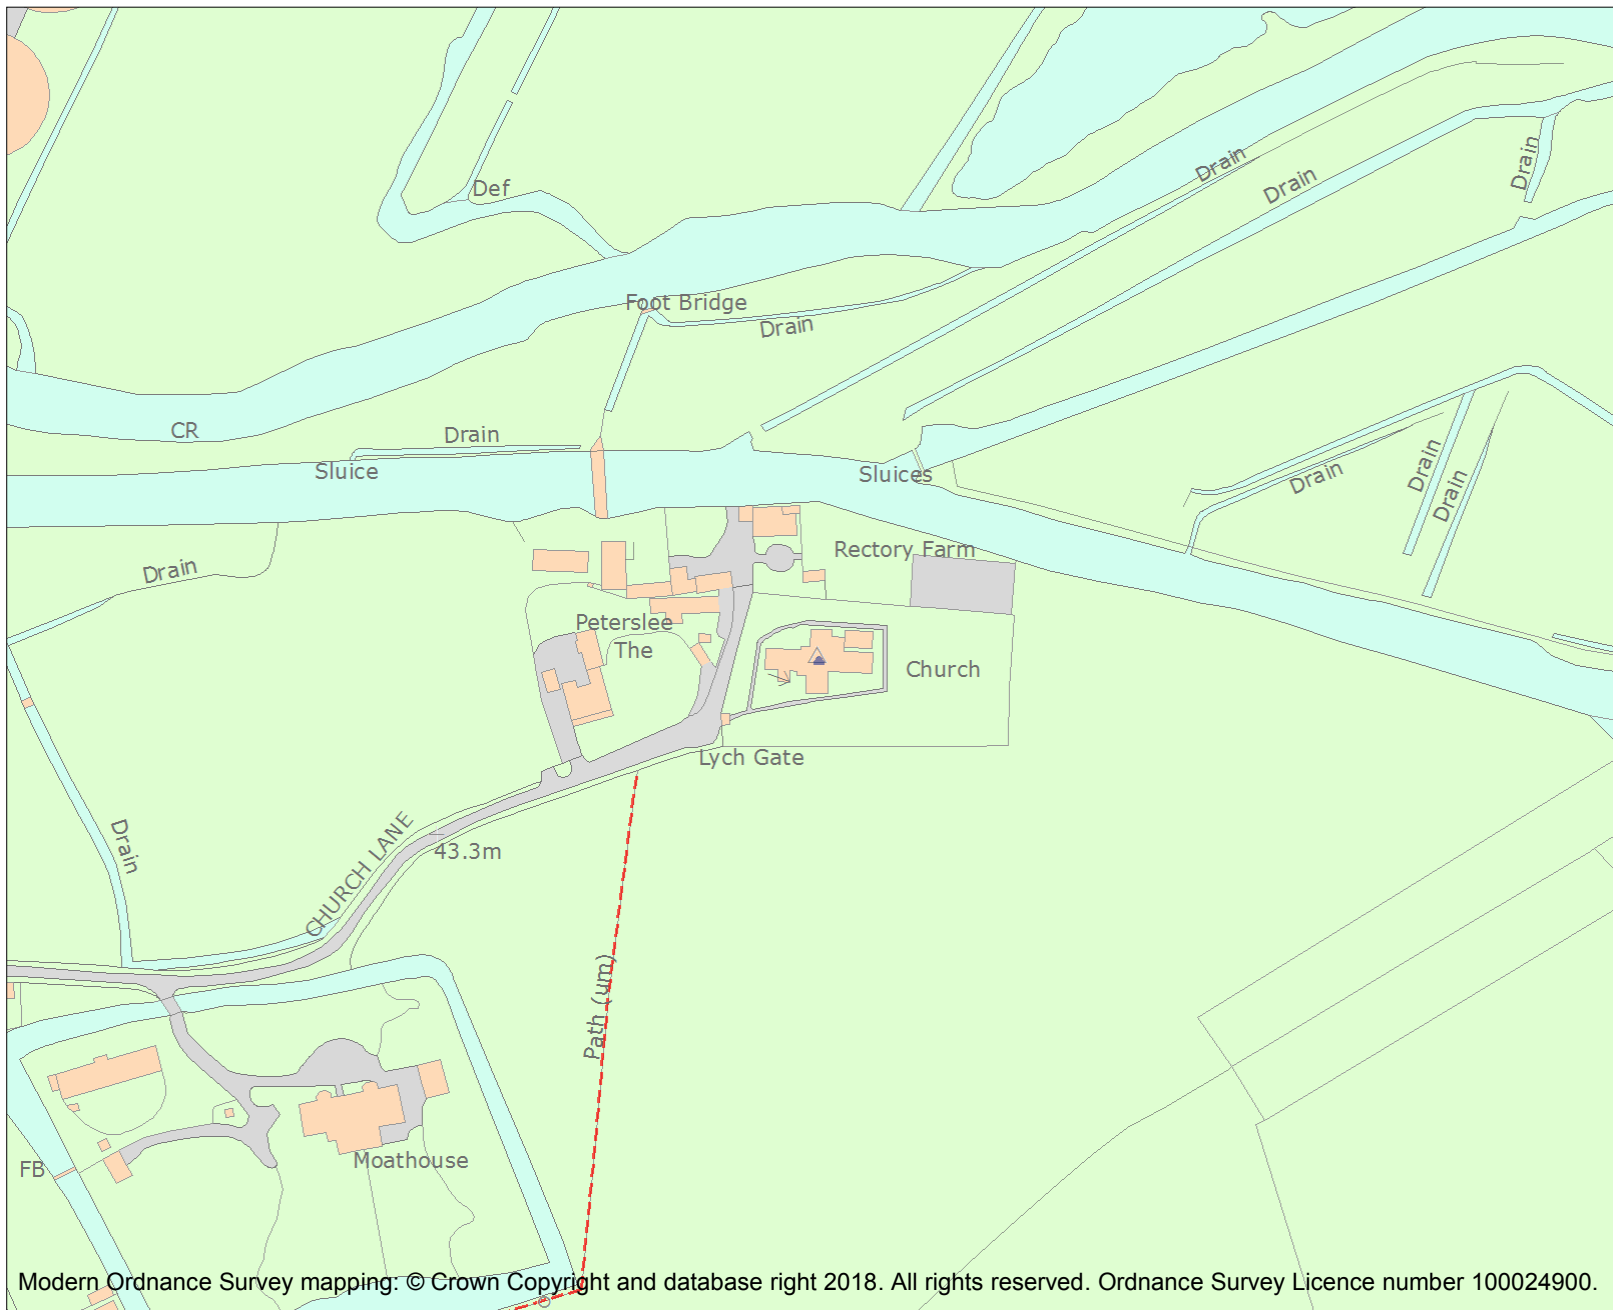 Drain
Drain
Drain
Def
Foot Bridge
Drain
CR
Drain
Sluice
Sluices
Drain
Drain
Drain
Rectory Farm
Drain
Peterslee
The
Church
Lych Gate
CHURCH LANE
43.3m
Drain
Path (um)
FB
Moathouse
Modern Ordnance Survey mapping: © Crown Copyright and database right 2018. All rights reserved. Ordnance Survey Licence number 100024900.